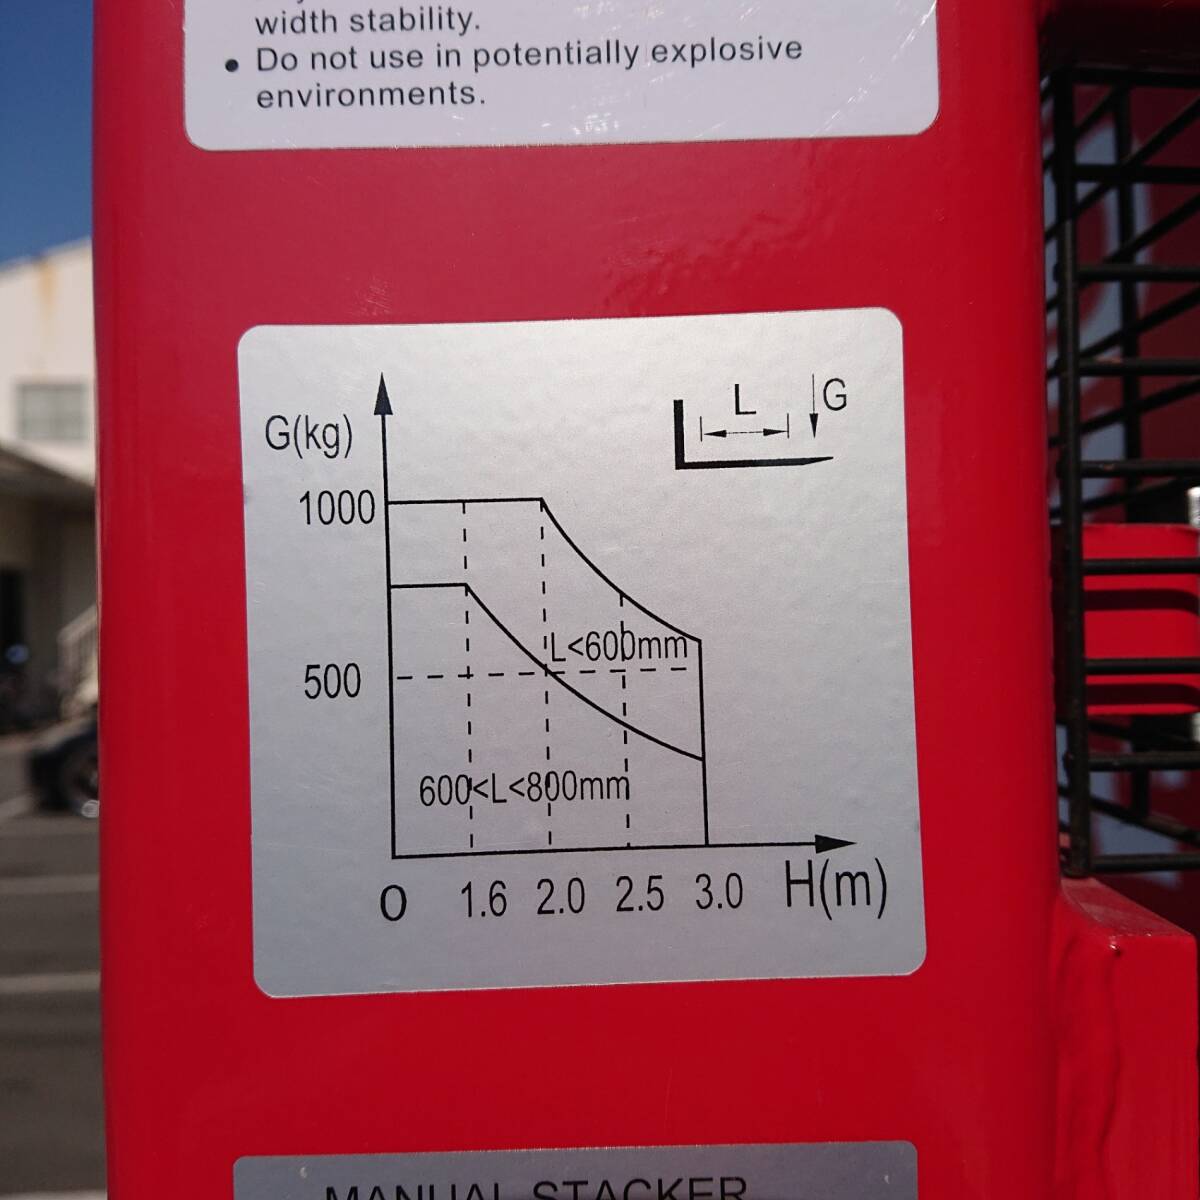 width stability.
• Do not use in potentially explosive
environments.
L
G
G(kg)
1000
L<600mm
500
600<L<800mm
O 1.6 2.0 2.5 3.0 H(m)
MANUAL STACKER